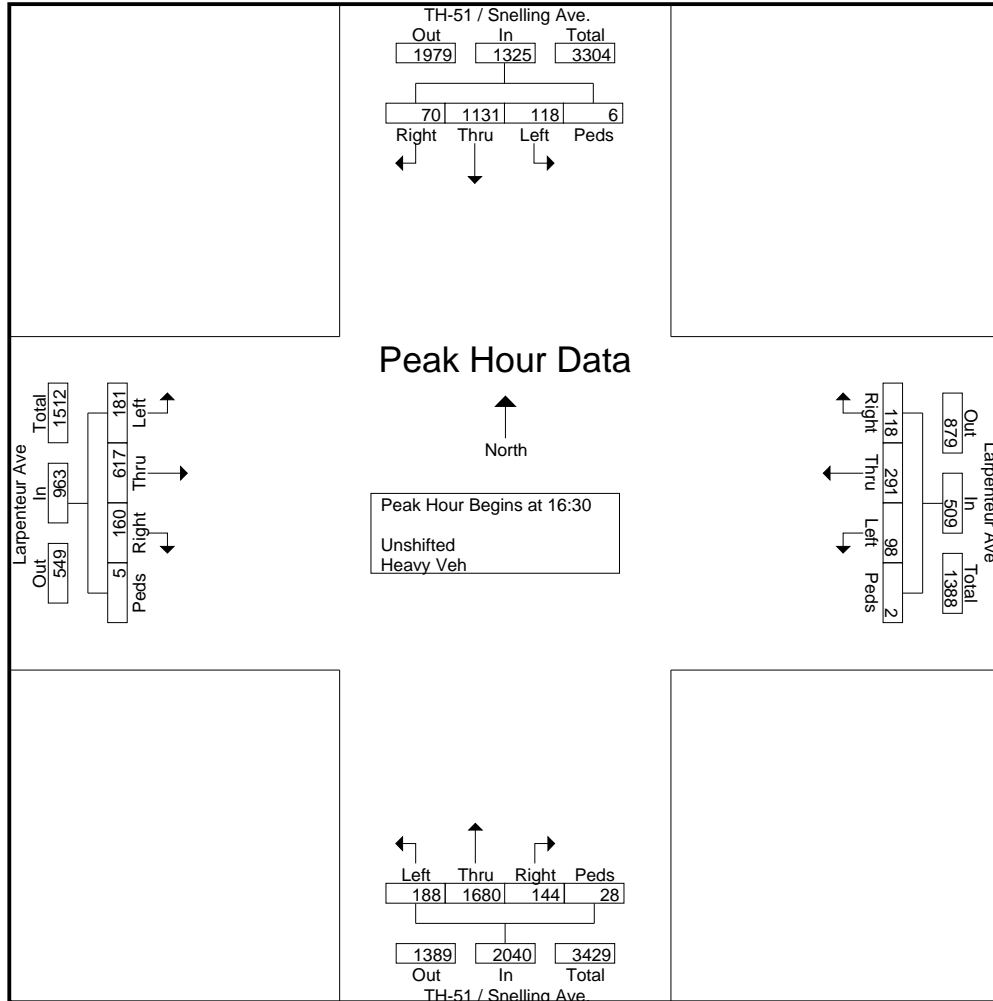 TH-51 / Snelling Ave.
Out In Total
1979 1325 3304
70 1131 118 6
Right Thru Left Peds
Peak Hour Data
North
Peak Hour Begins at 16:30
Unshifted
Heavy Veh
Larpenteur Ave
Total In Out
1512 963 549
181 617 160 5
Left Thru Right Peds
Larpenteur Ave
Out In Total
879 509 1388
118 291 98 2
Right Thru Left Peds
Left Thru Right Peds
188 1680 144 28
1389 2040 3429
Out In Total
TH-51 / Snelling Ave.